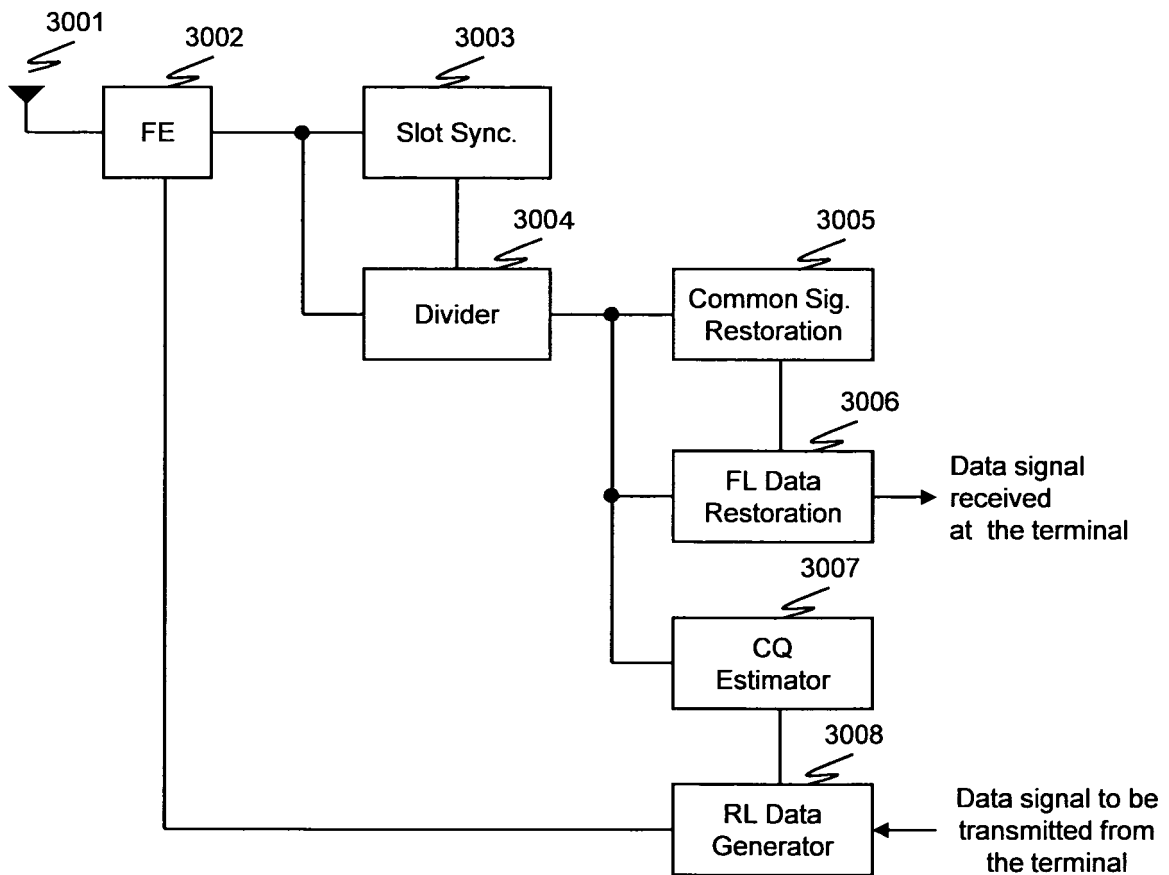 3001
3002
3003
FE
Slot Sync.
3004
3005
Divider
Common Sig.
Restoration
3006
FL Data
Restoration
Data signal
received
at the terminal
3007
CQ
Estimator
3008
RL Data
Generator
Data signal to be
transmitted from
the terminal